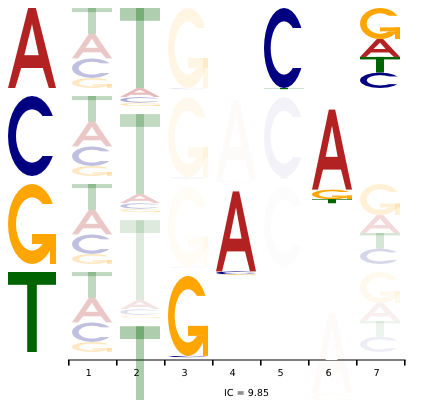 A T A C G T A C G C G A T C
C T A C G T A C G A C A G
G T A C G T A G A C G A T C
T T A C G T G A G A T C
1 2 3 4 5 6 7
IC = 9.85